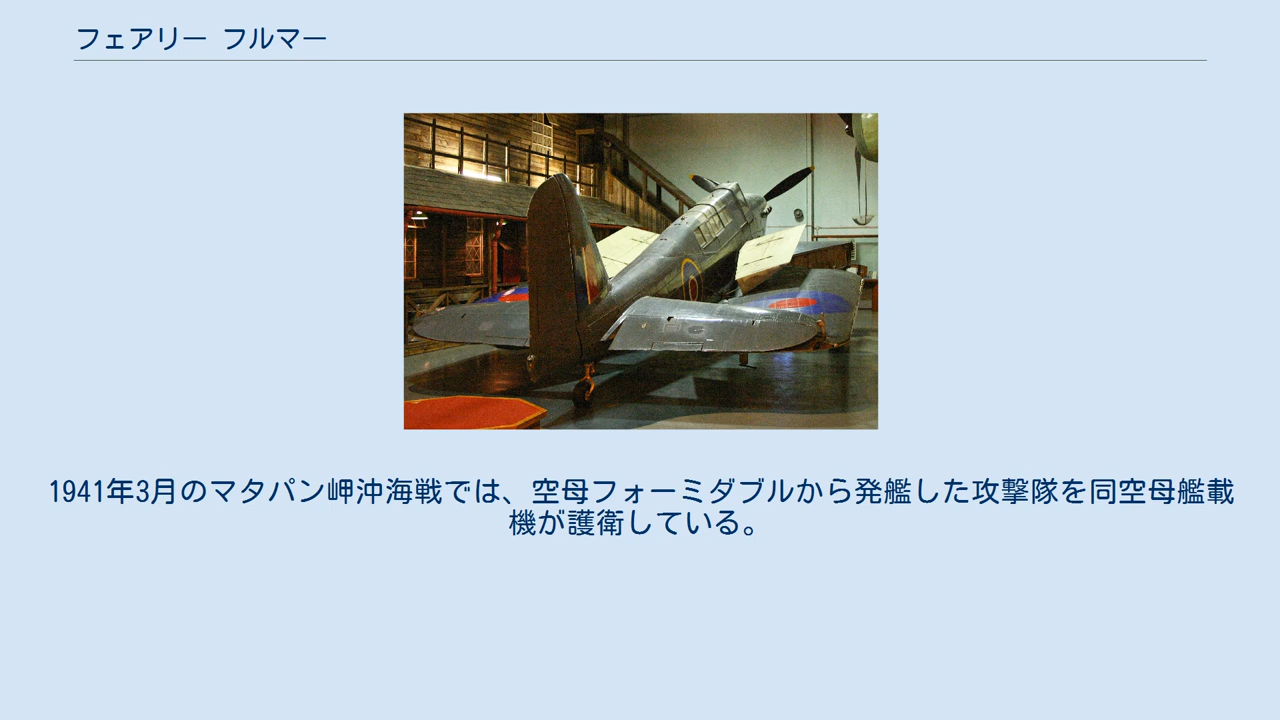 フェアリー フルマー
1941年3月のマタパン岬沖海戦では、空母フォーミダブルから発艦した攻撃隊を同空母艦載
機が護衛している。